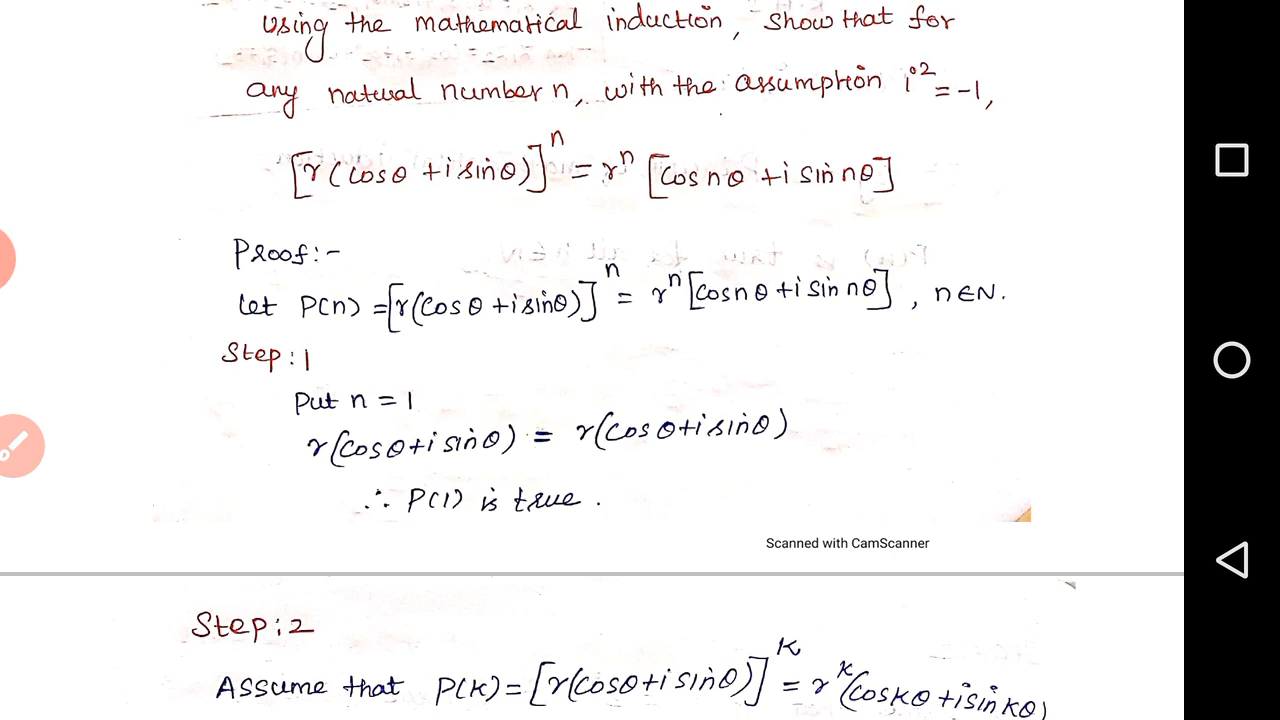 Using the mathematical induction, show that for
any natural number n, with the assumption i² = -1,
[r(cosθ + i sinθ)]ⁿ = rⁿ [cos nθ + i sin nθ]
Proof:-
Let P(n) = [r(cosθ + i sinθ)]ⁿ = rⁿ [cos nθ + i sin nθ], n∈N.
Step:1
Put n = 1
r(cosθ + i sinθ) = r(cosθ + i sinθ)
∴ P(1) is true.
Scanned with CamScanner
Step:2
Assume that P(K) = [r(cosθ + i sinθ)]ᴷ = rᴷ(cos Kθ + i sin Kθ)